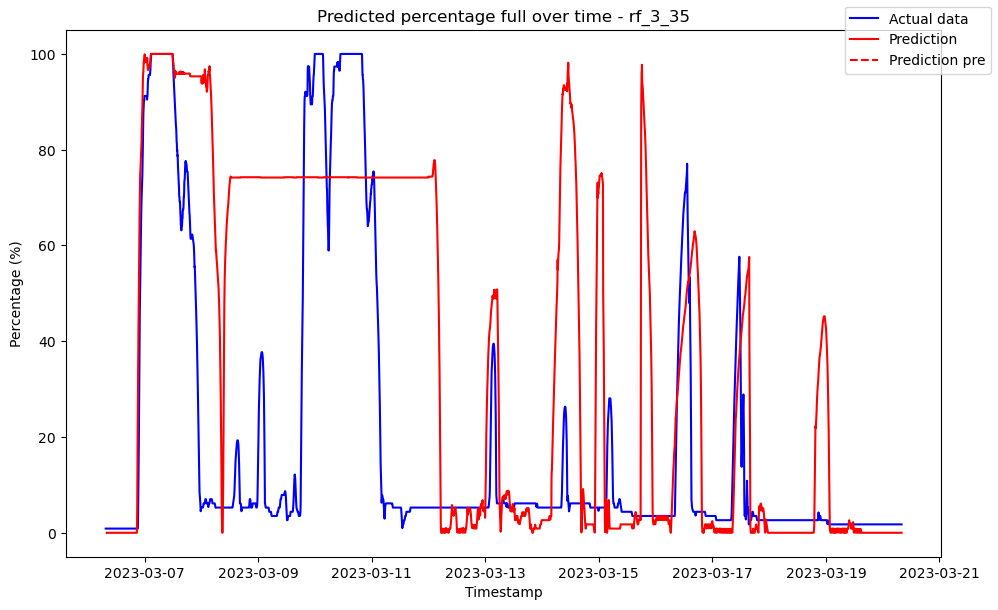 Predicted percentage full over time - rf_3_35
Actual data
Prediction
Prediction pre
Percentage (%)
100
80
60
40
20
0
2023-03-07 2023-03-09 2023-03-11 2023-03-13 2023-03-15 2023-03-17 2023-03-19 2023-03-21
Timestamp